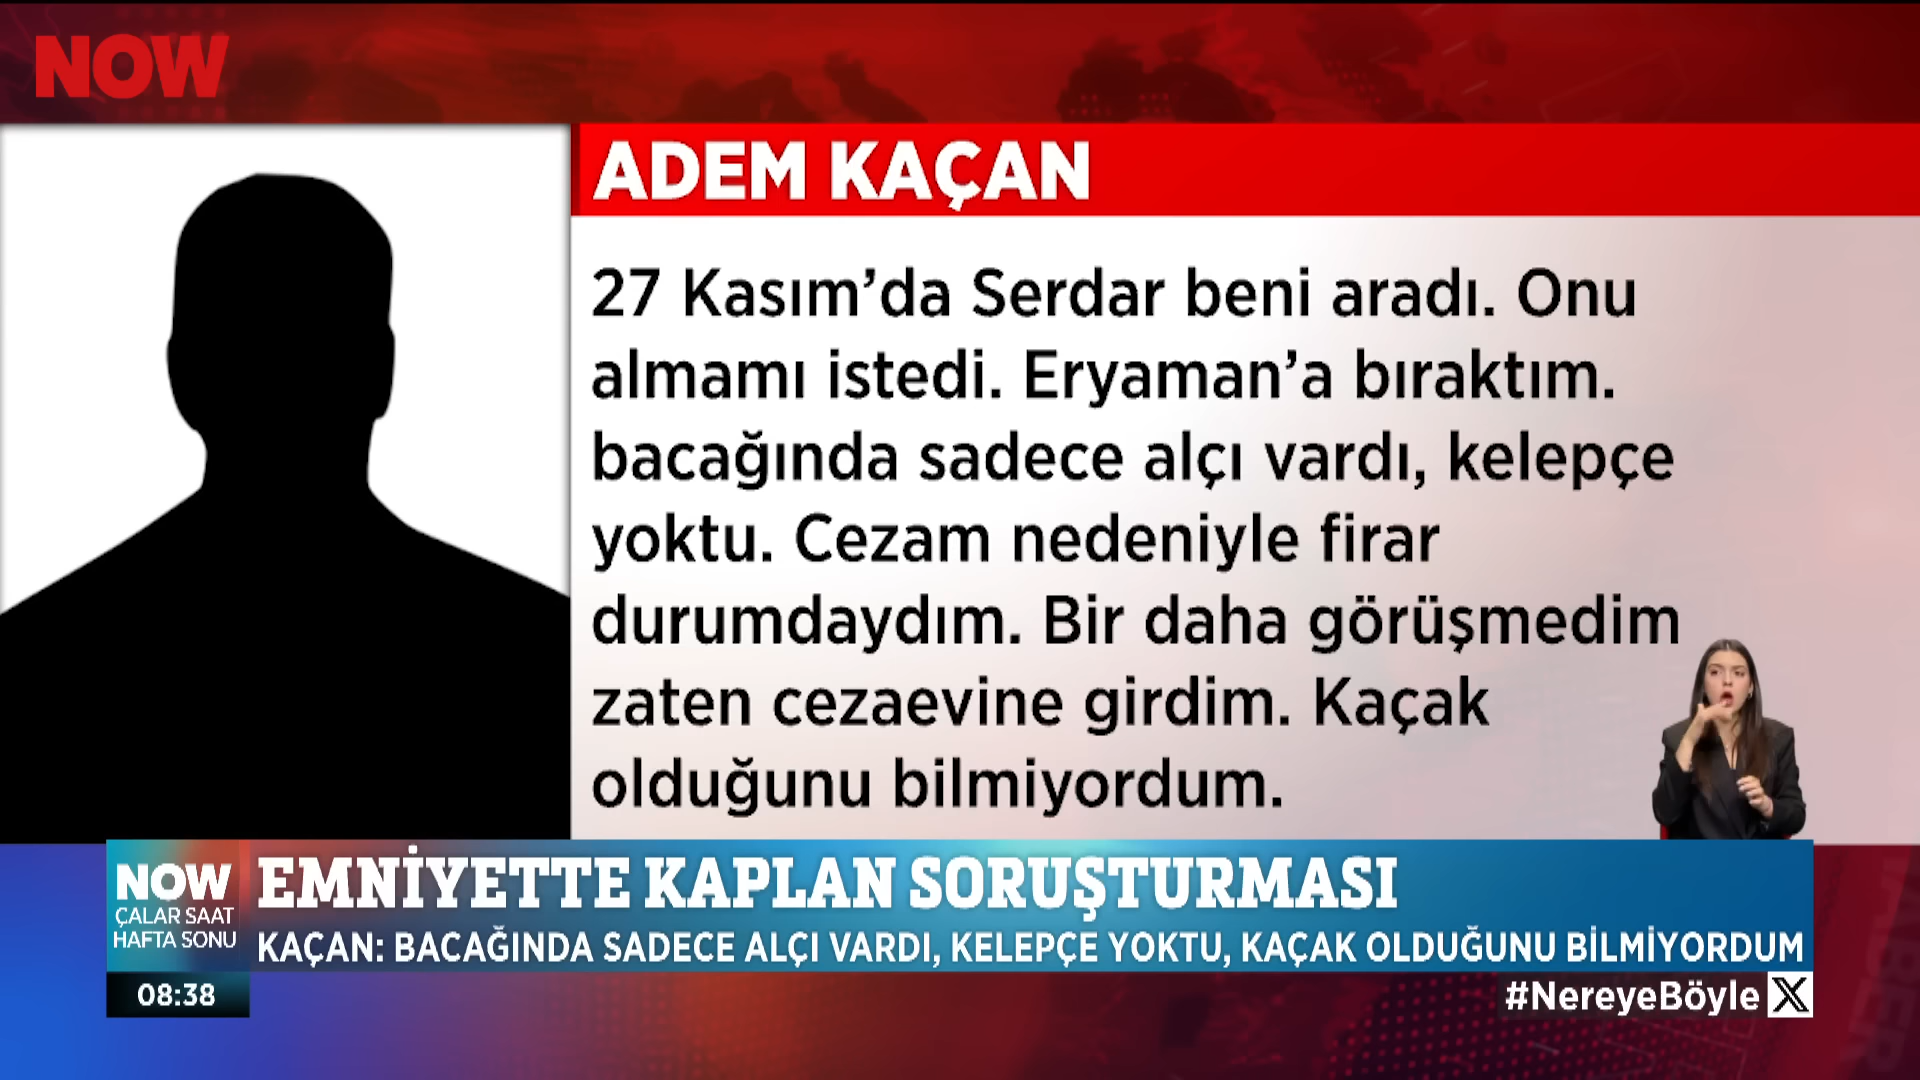 NOW
ADEM KAÇAN
27 Kasım’da Serdar beni aradı. Onu
almamı istedi. Eryaman’a bıraktım.
bacağında sadece alçı vardı, kelepçe
yoktu. Cezam nedeniyle firar
durumdaydım. Bir daha görüşmedim
zaten cezaevine girdim. Kaçak
olduğunu bilmiyordum.
NOW
ÇALAR SAAT
HAFTA SONU
EMNİYETTE KAPLAN SORUŞTURMASI
KAÇAN: BACAĞINDA SADECE ALÇI VARDI, KELEPÇE YOKTU, KAÇAK OLDUĞUNU BİLMİYORDUM
08:38
#NereyeBöyle X